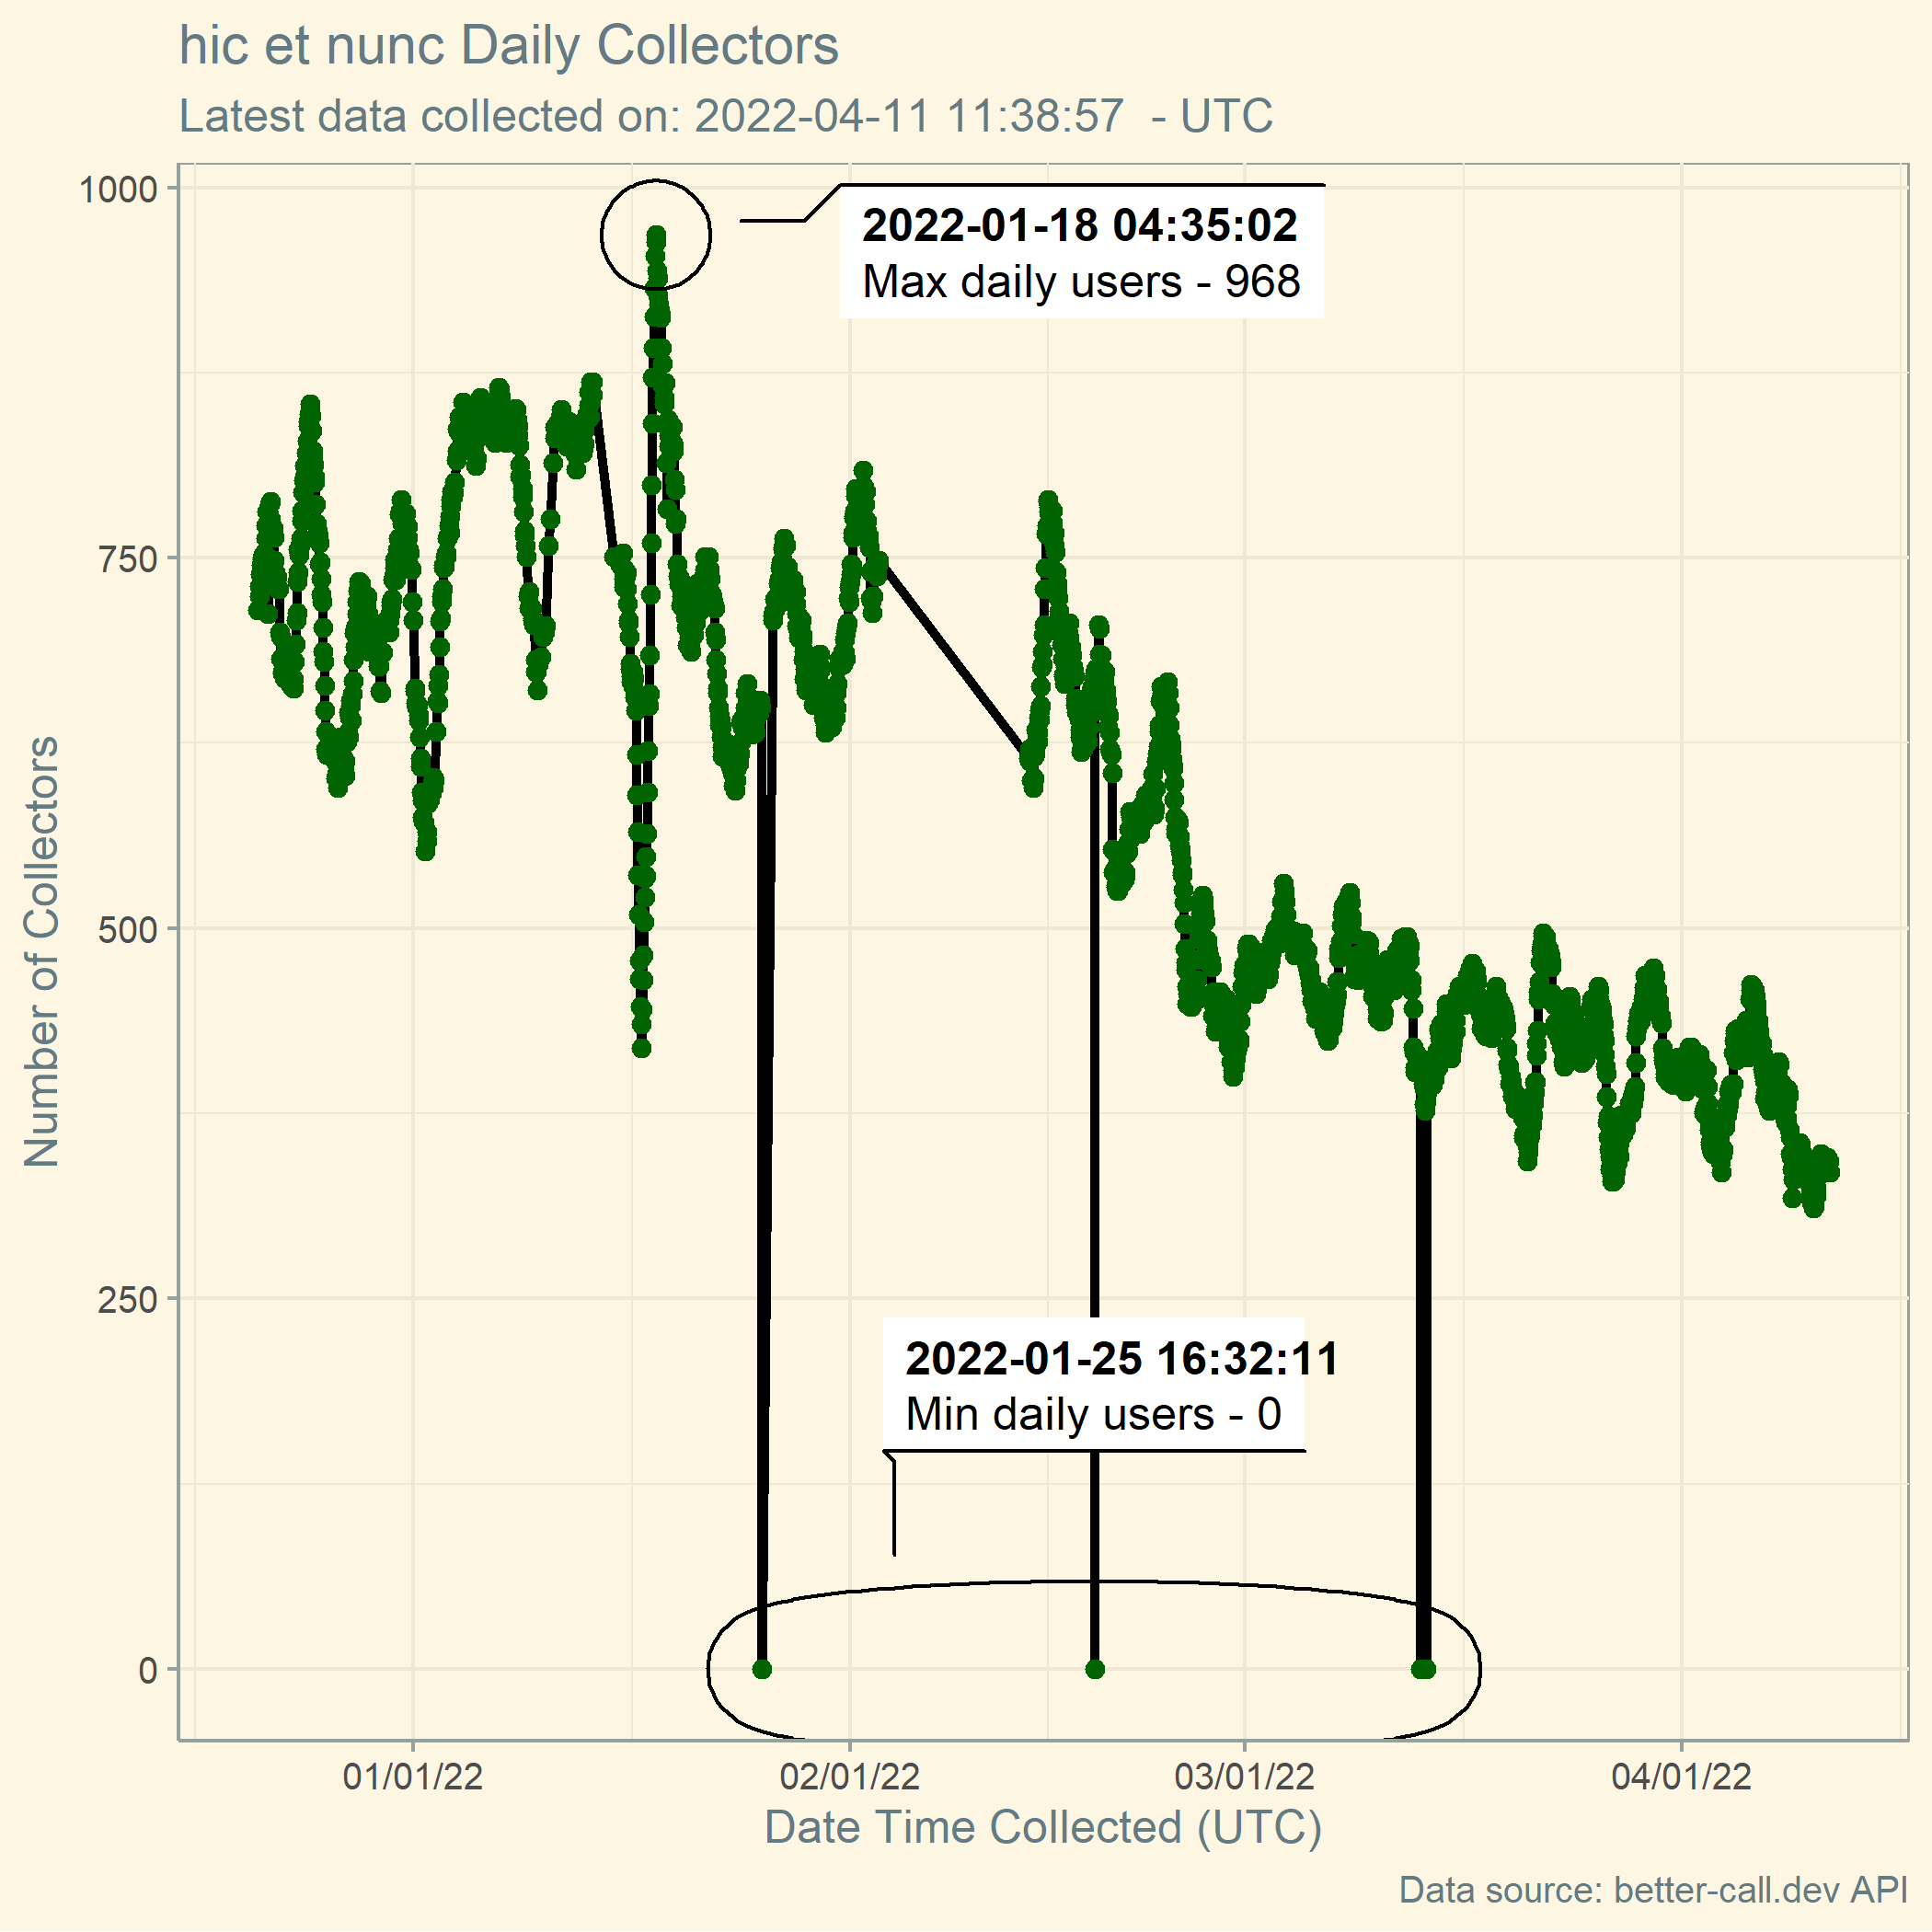 hic et nunc Daily Collectors
Latest data collected on: 2022-04-11 11:38:57  - UTC
1000
750
500
250
0
Number of Collectors
2022-01-18 04:35:02
Max daily users - 968
2022-01-25 16:32:11
Min daily users - 0
01/01/22
02/01/22
03/01/22
04/01/22
Date Time Collected (UTC)
Data source: better-call.dev API